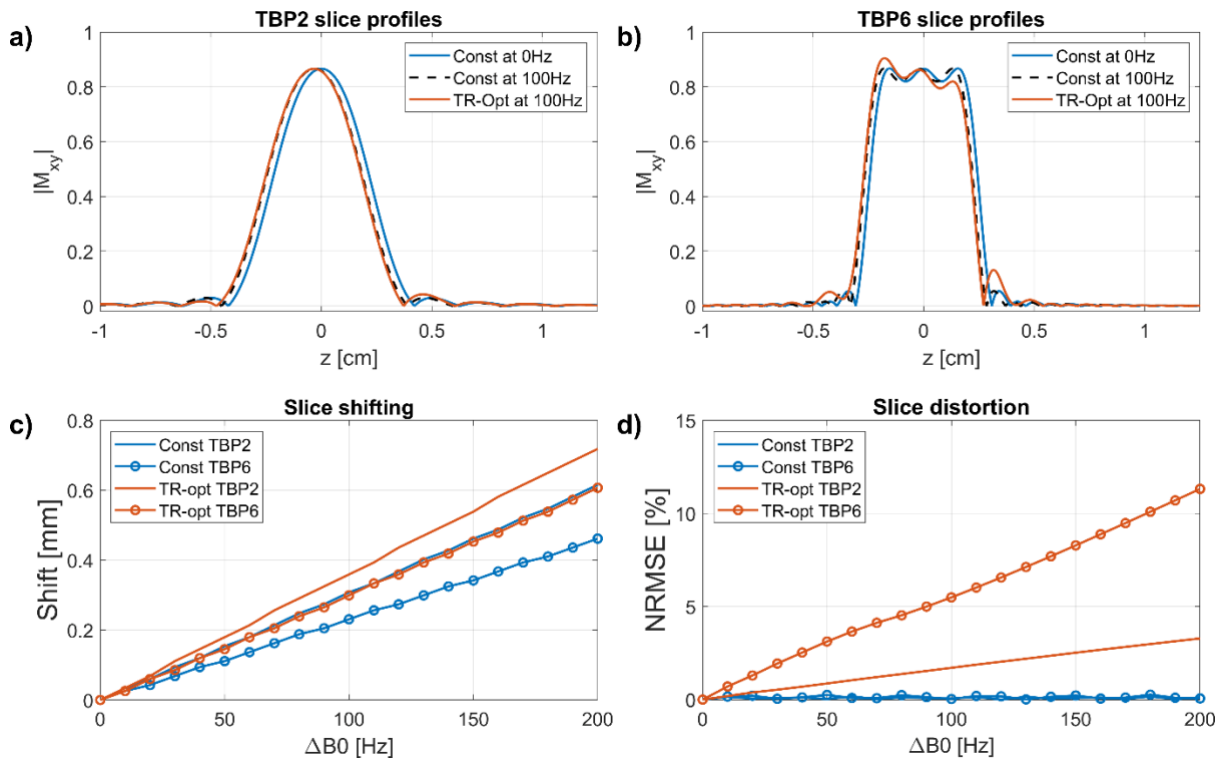 a)
TBP2 slice profiles
1
0.8
0.6
0.4
0.2
0
|Mxy|
Const at 0Hz
Const at 100Hz
TR-Opt at 100Hz
-1
-0.5
0
0.5
1
z [cm]
b)
TBP6 slice profiles
1
0.8
0.6
0.4
0.2
0
|Mxy|
Const at 0Hz
Const at 100Hz
TR-Opt at 100Hz
-1
-0.5
0
0.5
1
z [cm]
c)
Slice shifting
0.8
0.6
0.4
0.2
0
Shift [mm]
Const TBP2
Const TBP6
TR-opt TBP2
TR-opt TBP6
0
50
100
150
200
ΔB0 [Hz]
d)
Slice distortion
15
10
5
0
NRMSE [%]
Const TBP2
Const TBP6
TR-opt TBP2
TR-opt TBP6
0
50
100
150
200
ΔB0 [Hz]